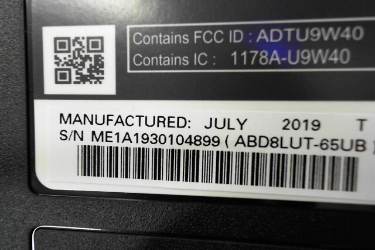 Contains FCC ID : ADTU9W40
Contains IC : 1178A-U9W40
MANUFACTURED: JULY 2019 T
S/N ME1A1930104899 ( ABD8LUT-65UB )